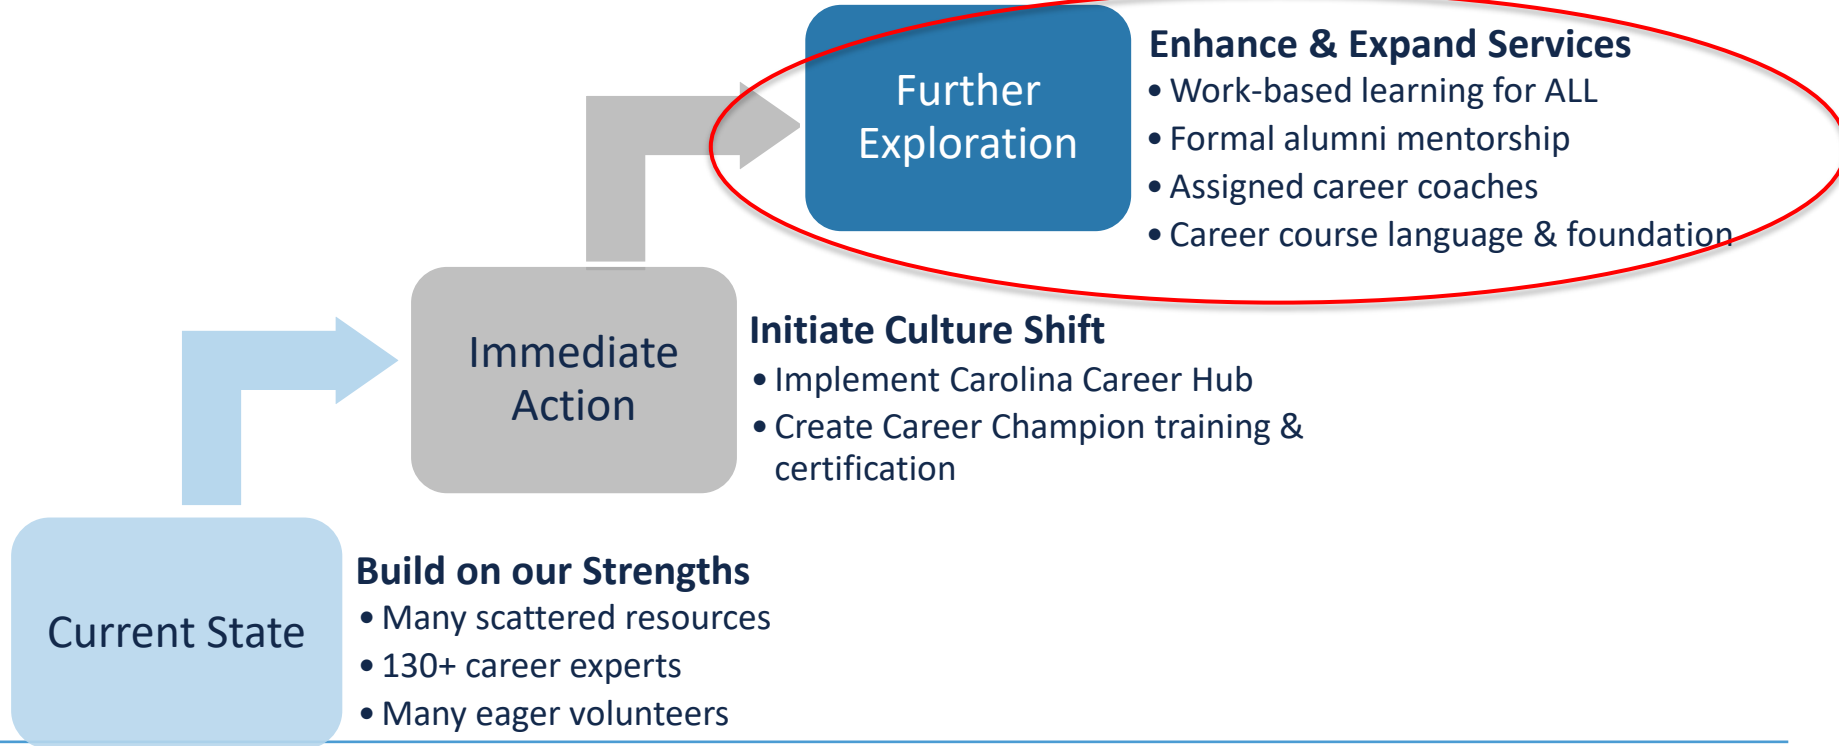 Further
Exploration
Enhance & Expand Services
• Work-based learning for ALL
• Formal alumni mentorship
• Assigned career coaches
• Career course language & foundation
Immediate
Action
Initiate Culture Shift
• Implement Carolina Career Hub
• Create Career Champion training &
certification
Current State
Build on our Strengths
• Many scattered resources
• 130+ career experts
• Many eager volunteers